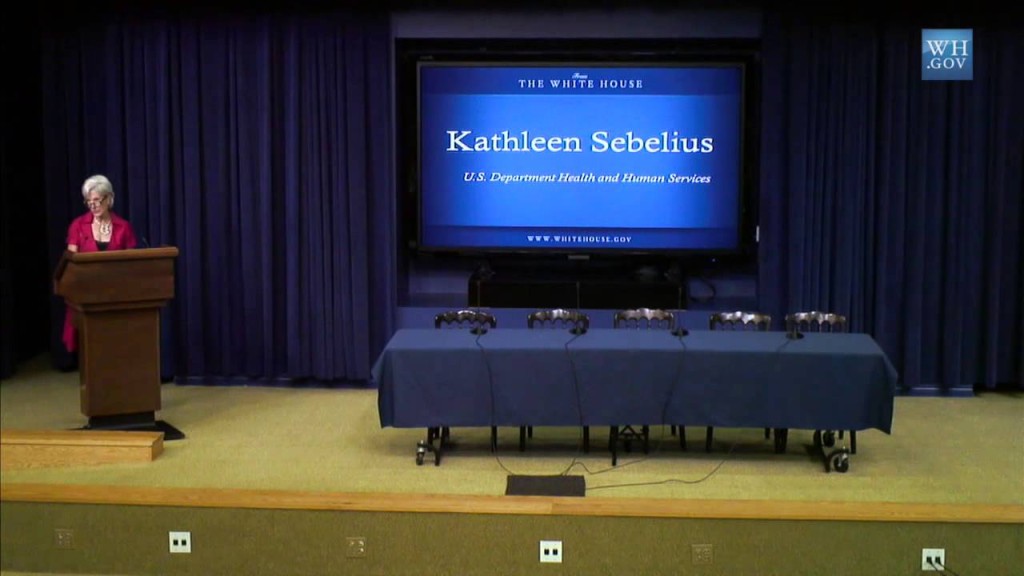 From
THE WHITE HOUSE
Kathleen Sebelius
U.S. Department Health and Human Services
WWW.WHITEHOUSE.GOV
WH
.GOV